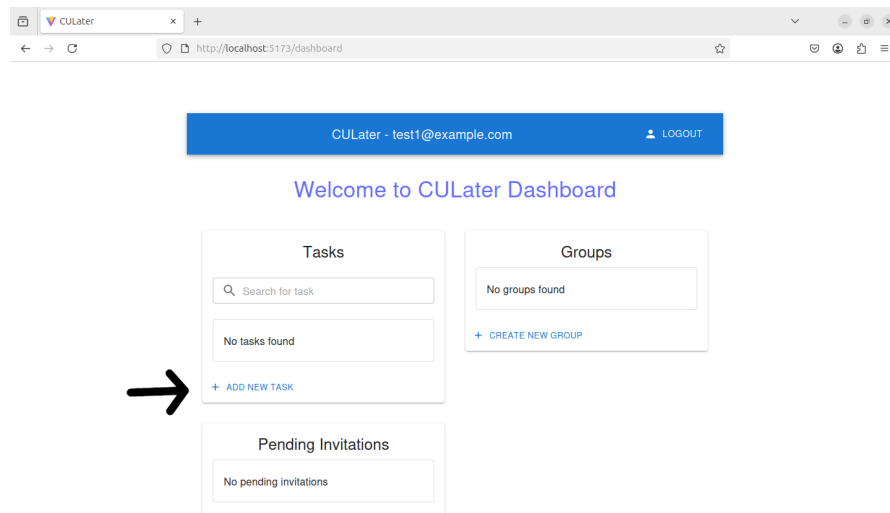 CULater
http://localhost:5173/dashboard
CULater - test1@example.com
LOGOUT
Welcome to CULater Dashboard
Tasks
Search for task
No tasks found
+ ADD NEW TASK
Groups
No groups found
+ CREATE NEW GROUP
Pending Invitations
No pending invitations